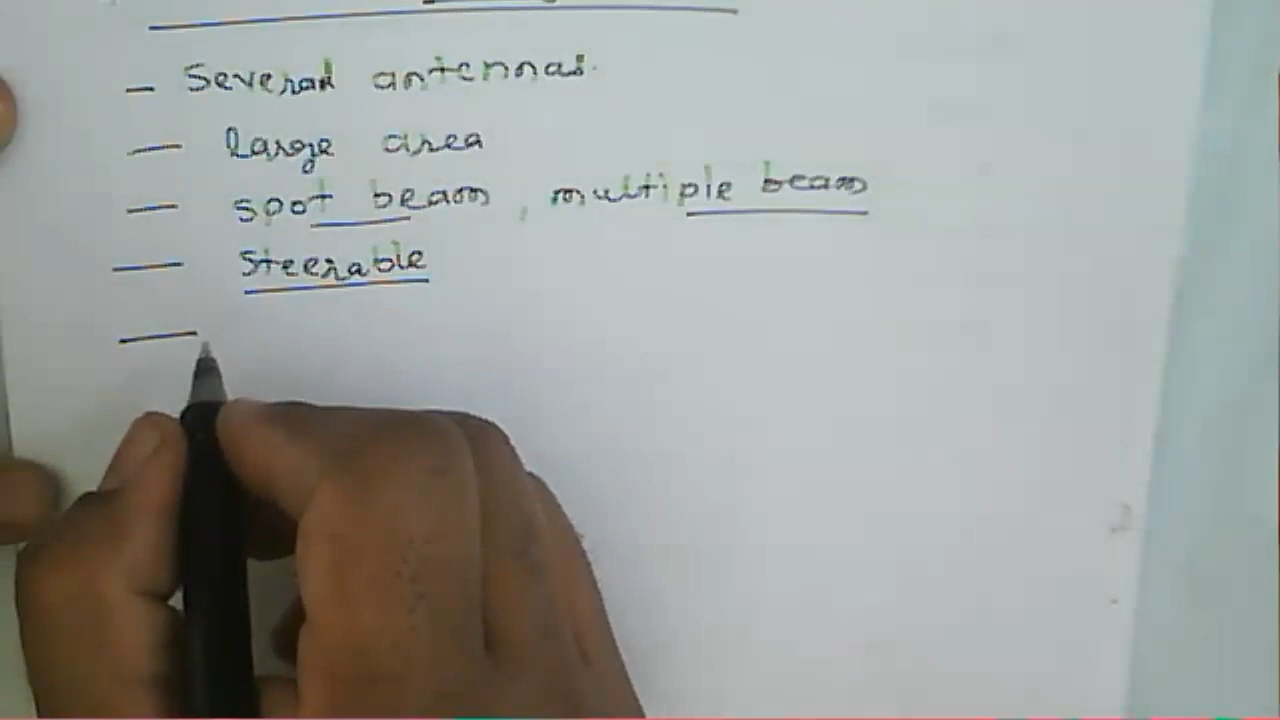 - Several antennas.
- Large area
- spot beam, multiple beam
- Steerable
-